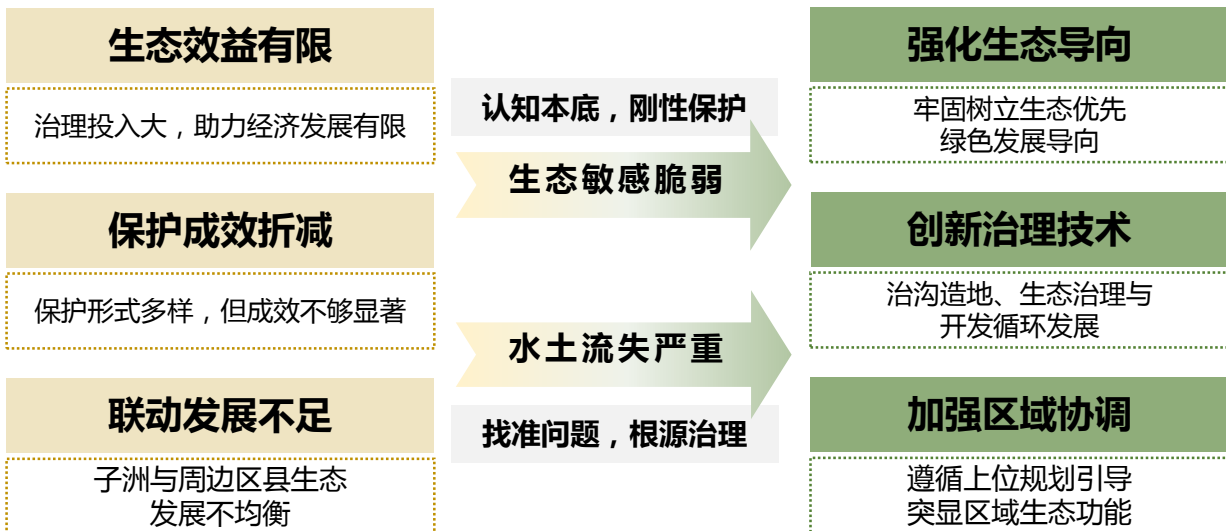 生态效益有限
治理投入大，助力经济发展有限
保护成效折减
保护形式多样，但成效不够显著
联动发展不足
子洲与周边区县生态
发展不均衡
认知本底，刚性保护
生态敏感脆弱
水土流失严重
找准问题，根源治理
强化生态导向
牢固树立生态优先
绿色发展导向
创新治理技术
治沟造地、生态治理与
开发循环发展
加强区域协调
遵循上位规划引导
突显区域生态功能